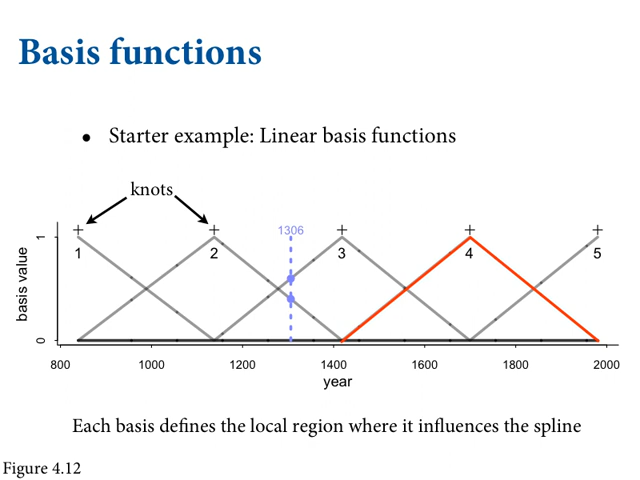 Basis functions
• Starter example: Linear basis functions
knots
+ + 1306 + + +
1 2 3 4 5
basis value
1
0
800 1000 1200 1400 1600 1800 2000
year
Each basis defines the local region where it influences the spline
Figure 4.12